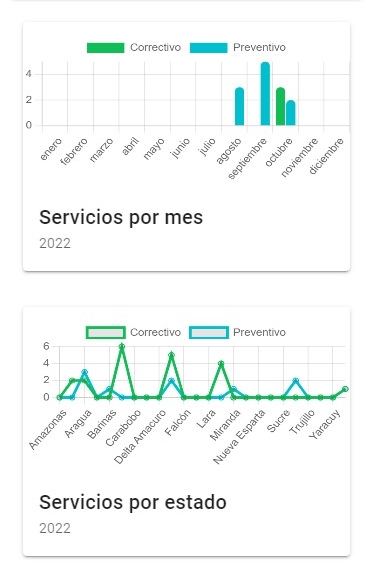 Correctivo Preventivo
4
2
0
enero febrero marzo abril mayo junio julio agosto septiembre octubre noviembre diciembre
Servicios por mes
2022
Correctivo Preventivo
6
4
2
0
Amazonas Aragua Barinas Carabobo Delta Amacuro Falcón Lara Miranda Nueva Esparta Sucre Trujillo Yaracuy
Servicios por estado
2022